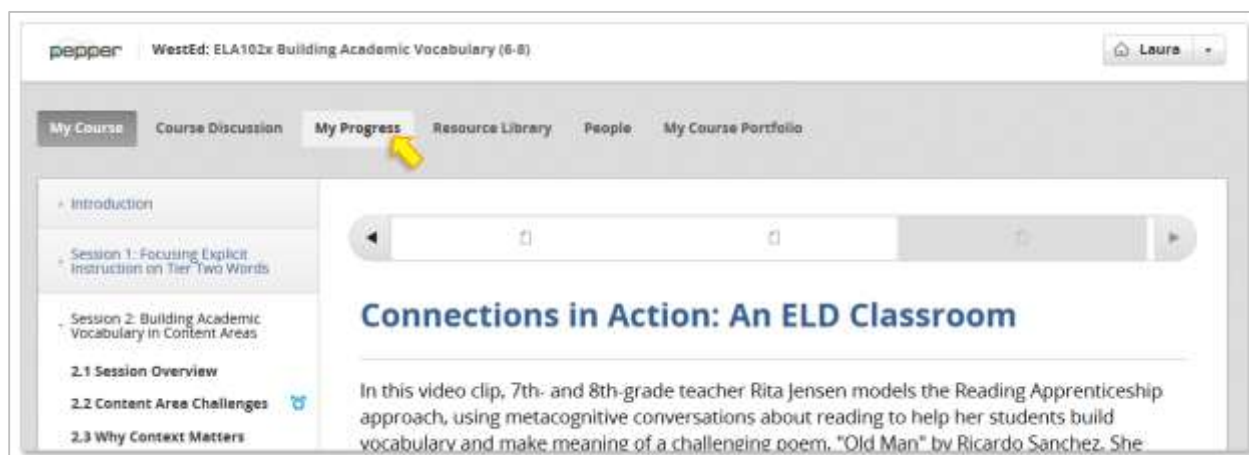 pepper WestEd: ELA102x Building Academic Vocabulary (6-8) Laura
My Course Course Discussion My Progress Resource Library People My Course Portfolio
Introduction
Session 1: Focusing Explicit
Instruction on Tier Two Words
Session 2: Building Academic
Vocabulary in Content Areas
2.1 Session Overview
2.2 Content Area Challenges
2.3 Why Context Matters
Connections in Action: An ELD Classroom
In this video clip, 7th- and 8th-grade teacher Rita Jensen models the Reading Apprenticeship
approach, using metacognitive conversations about reading to help her students build
vocabulary and make meaning of a challenging poem, "Old Man" by Ricardo Sanchez. She